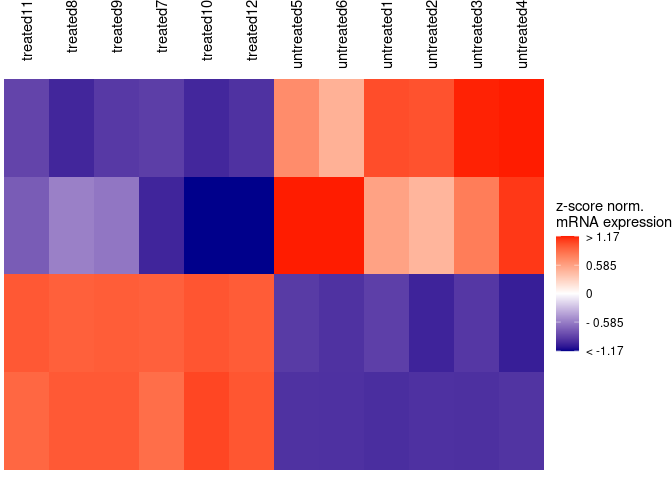 treated11
treated8
treated9
treated7
treated10
treated12
untreated5
untreated6
untreated1
untreated2
untreated3
untreated4
z-score norm.
mRNA expression
> 1.17
0.585
0
- 0.585
< -1.17